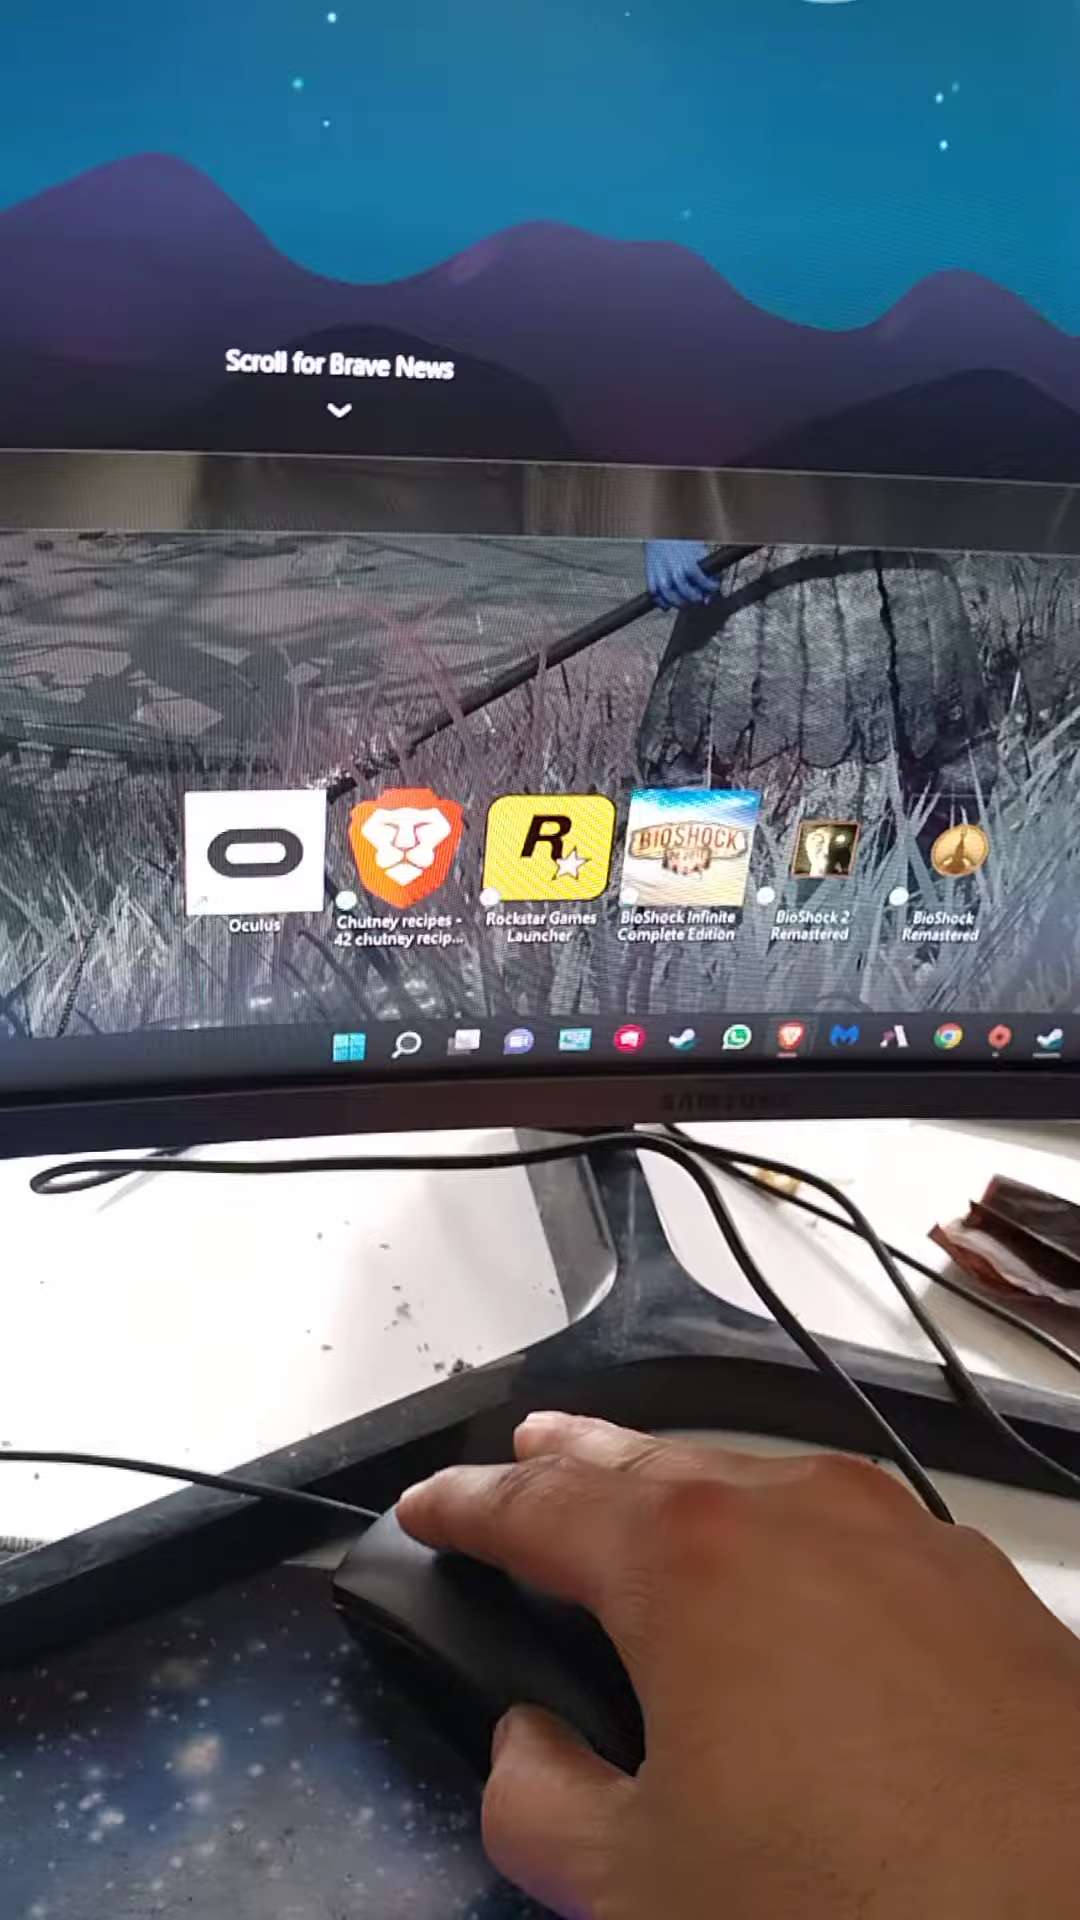 Scroll for Brave News
Oculus
Chutney recipes -
42 chutney recip...
R
Rockstar Games
Launcher
BIOSHOCK
BioShock Infinite
Complete Edition
BioShock 2
Remastered
BioShock
Remastered
SAMSUNG